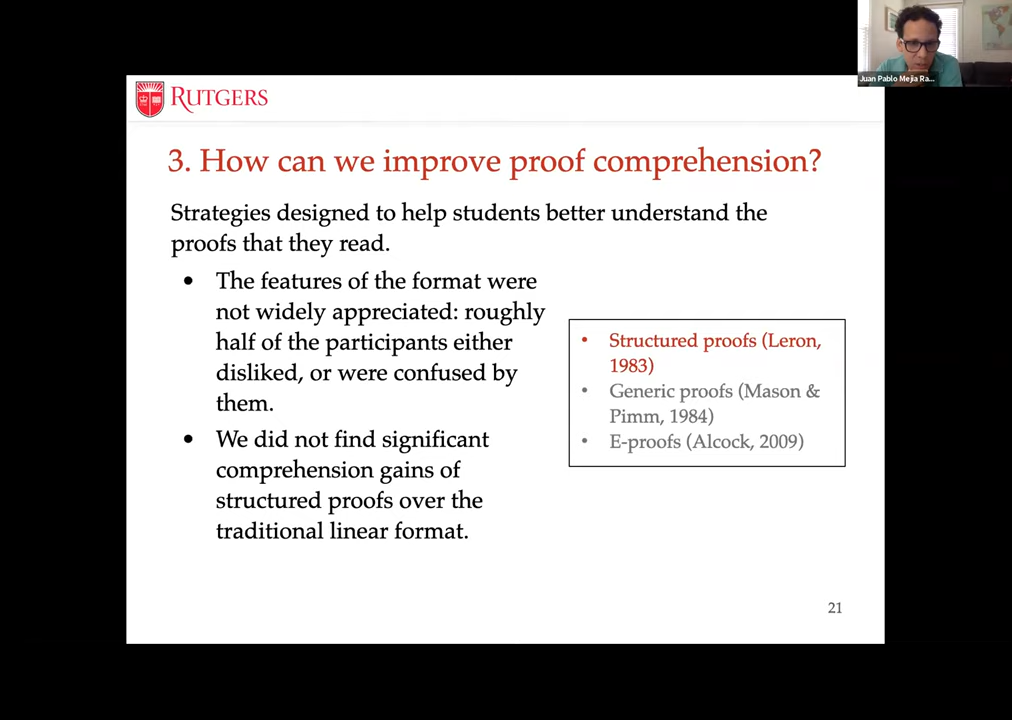 Juan Pablo Mejia Ra...
RUTGERS
3. How can we improve proof comprehension?
Strategies designed to help students better understand the
proofs that they read.
• The features of the format were
not widely appreciated: roughly
half of the participants either
disliked, or were confused by
them.
• We did not find significant
comprehension gains of
structured proofs over the
traditional linear format.
• Structured proofs (Leron,
1983)
• Generic proofs (Mason &
Pimm, 1984)
• E-proofs (Alcock, 2009)
21